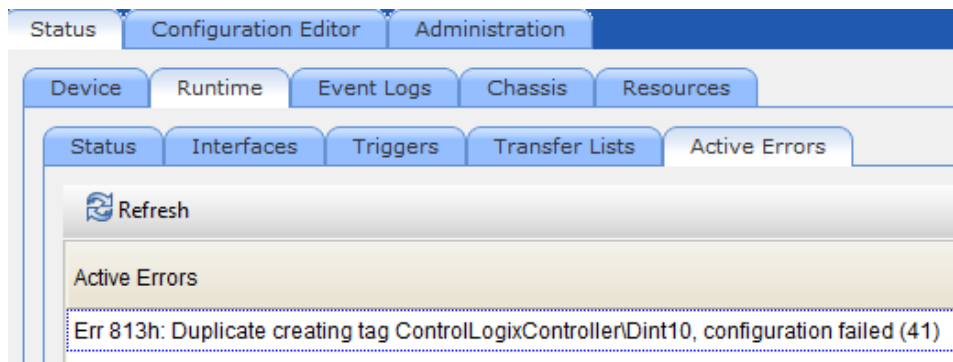 Status Configuration Editor Administration
Device Runtime Event Logs Chassis Resources
Status Interfaces Triggers Transfer Lists Active Errors
Refresh
Active Errors
Err 813h: Duplicate creating tag ControlLogixController\Dint10, configuration failed (41)